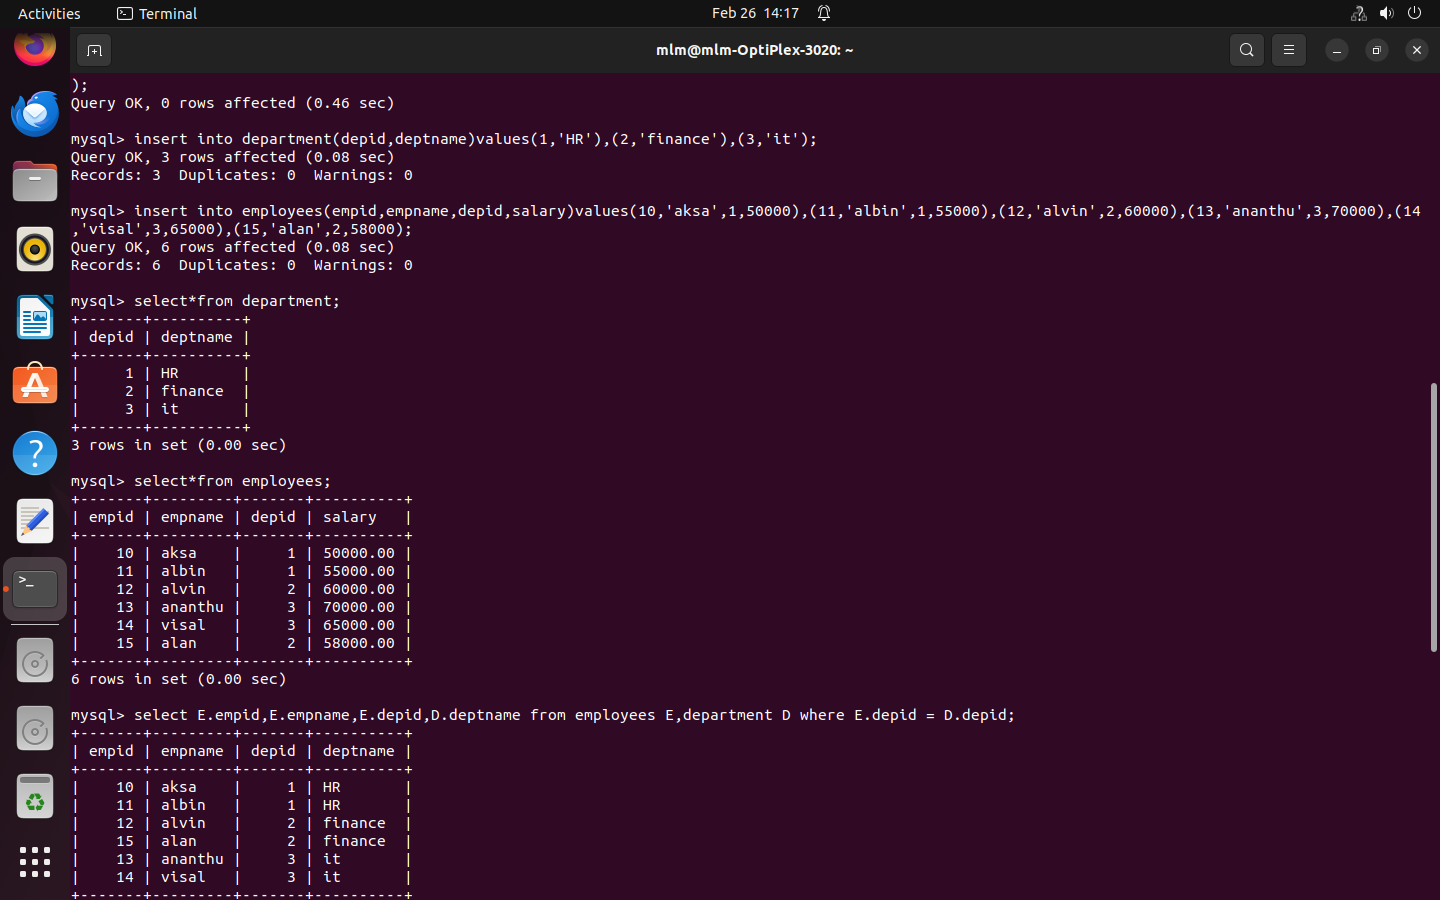 Activities
Terminal
Feb 26 14:17
mlm@mlm-OptiPlex-3020: ~
);
Query OK, 0 rows affected (0.46 sec)
mysql> insert into department(depid,deptname)values(1,'HR'),(2,'finance'),(3,'it');
Query OK, 3 rows affected (0.08 sec)
Records: 3  Duplicates: 0  Warnings: 0
mysql> insert into employees(empid,empname,depid,salary)values(10,'aksa',1,50000),(11,'albin',1,55000),(12,'alvin',2,60000),(13,'ananthu',3,70000),(14
,'visal',3,65000),(15,'alan',2,58000);
Query OK, 6 rows affected (0.08 sec)
Records: 6  Duplicates: 0  Warnings: 0
mysql> select*from department;
+-------+----------+
| depid | deptname |
+-------+----------+
|     1 | HR       |
|     2 | finance  |
|     3 | it       |
+-------+----------+
3 rows in set (0.00 sec)
mysql> select*from employees;
+-------+---------+-------+----------+
| empid | empname | depid | salary   |
+-------+---------+-------+----------+
|    10 | aksa    |     1 | 50000.00 |
|    11 | albin   |     1 | 55000.00 |
|    12 | alvin   |     2 | 60000.00 |
|    13 | ananthu |     3 | 70000.00 |
|    14 | visal   |     3 | 65000.00 |
|    15 | alan    |     2 | 58000.00 |
+-------+---------+-------+----------+
6 rows in set (0.00 sec)
mysql> select E.empid,E.empname,E.depid,D.deptname from employees E,department D where E.depid = D.depid;
+-------+---------+-------+----------+
| empid | empname | depid | deptname |
+-------+---------+-------+----------+
|    10 | aksa    |     1 | HR       |
|    11 | albin   |     1 | HR       |
|    12 | alvin   |     2 | finance  |
|    15 | alan    |     2 | finance  |
|    13 | ananthu |     3 | it       |
|    14 | visal   |     3 | it       |
+-------+---------+-------+----------+